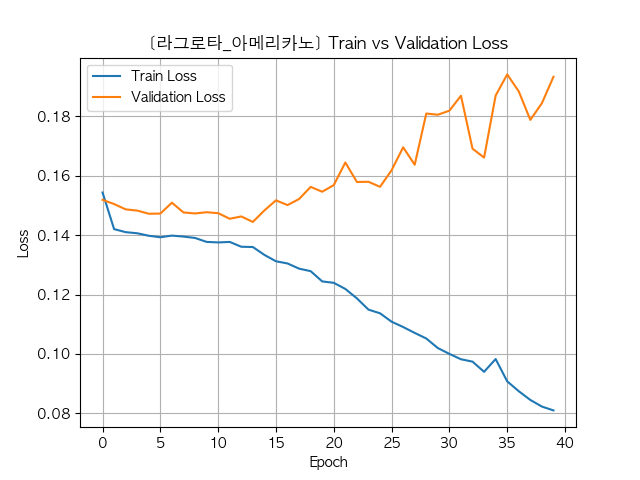 [라그로타_아메리카노] Train vs Validation Loss
Train Loss
Validation Loss
Loss
0.18
0.16
0.14
0.12
0.10
0.08
0 5 10 15 20 25 30 35 40
Epoch